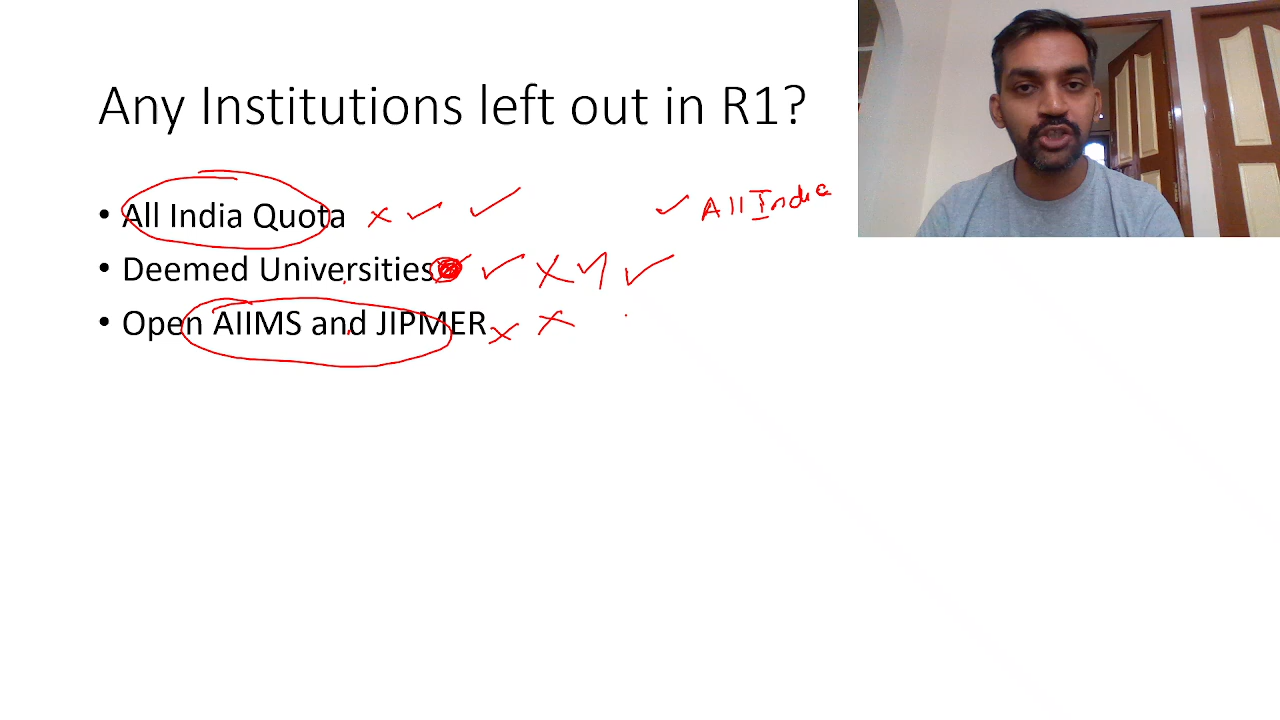 Any Institutions left out in R1?
• All India Quota × ✓ ✓ ✓ All India
• Deemed Universities ✓ × ✓ ✓
• Open AIIMS and JIPMER × ×